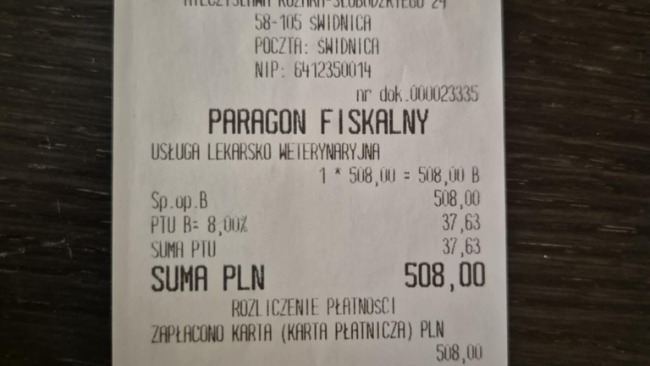 58-105 ŚWIDNICA
POCZTA: ŚWIDNICA
NIP: 6412350014
nr dok.000023335
PARAGON FISKALNY
USŁUGA LEKARSKO WETERYNARYJNA
1 * 508,00 = 508,00 B
Sp.op.B 508,00
PTU B= 8,00% 37,63
SUMA PTU 37,63
SUMA PLN 508,00
ROZLICZENIE PŁATNOŚCI
ZAPŁACONO KARTA (KARTA PŁATNICZA) PLN
508,00